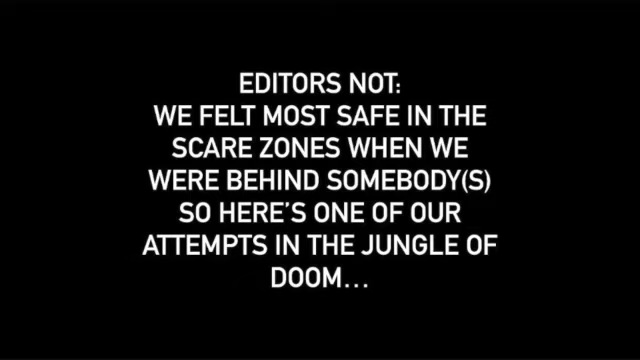 EDITORS NOT:
WE FELT MOST SAFE IN THE
SCARE ZONES WHEN WE
WERE BEHIND SOMEBODY(S)
SO HERE'S ONE OF OUR
ATTEMPTS IN THE JUNGLE OF
DOOM...